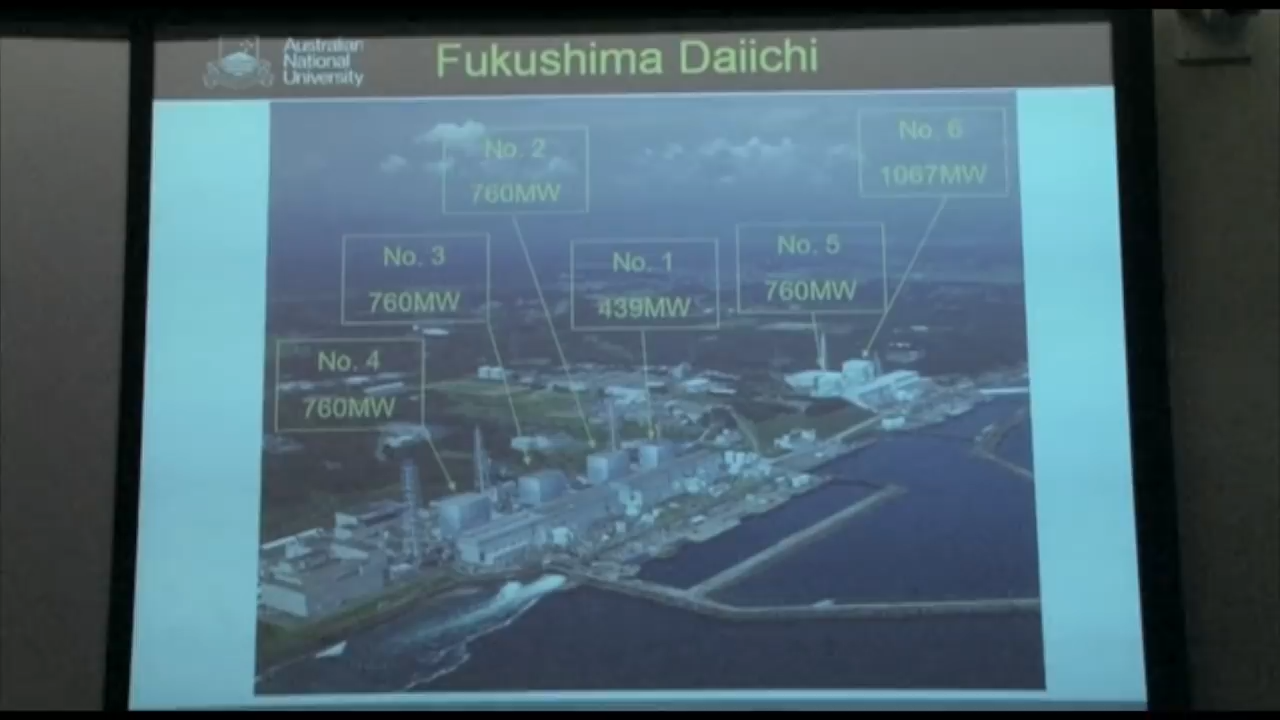 Australian
National
University
Fukushima Daiichi
No. 2
760MW
No. 6
1067MW
No. 3
760MW
No. 1
439MW
No. 5
760MW
No. 4
760MW